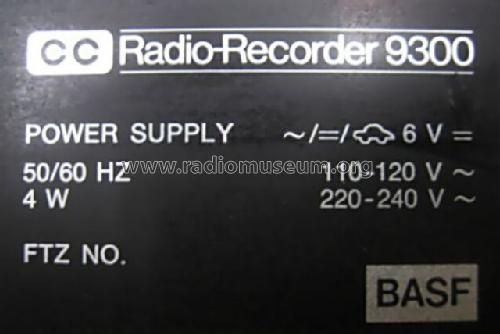 CC Radio-Recorder 9300
POWER SUPPLY ~/=/ 6 V =
50/60 HZ 110-120 V ~
4 W 220-240 V ~
www.radiomuseum.org
FTZ NO.
BASF